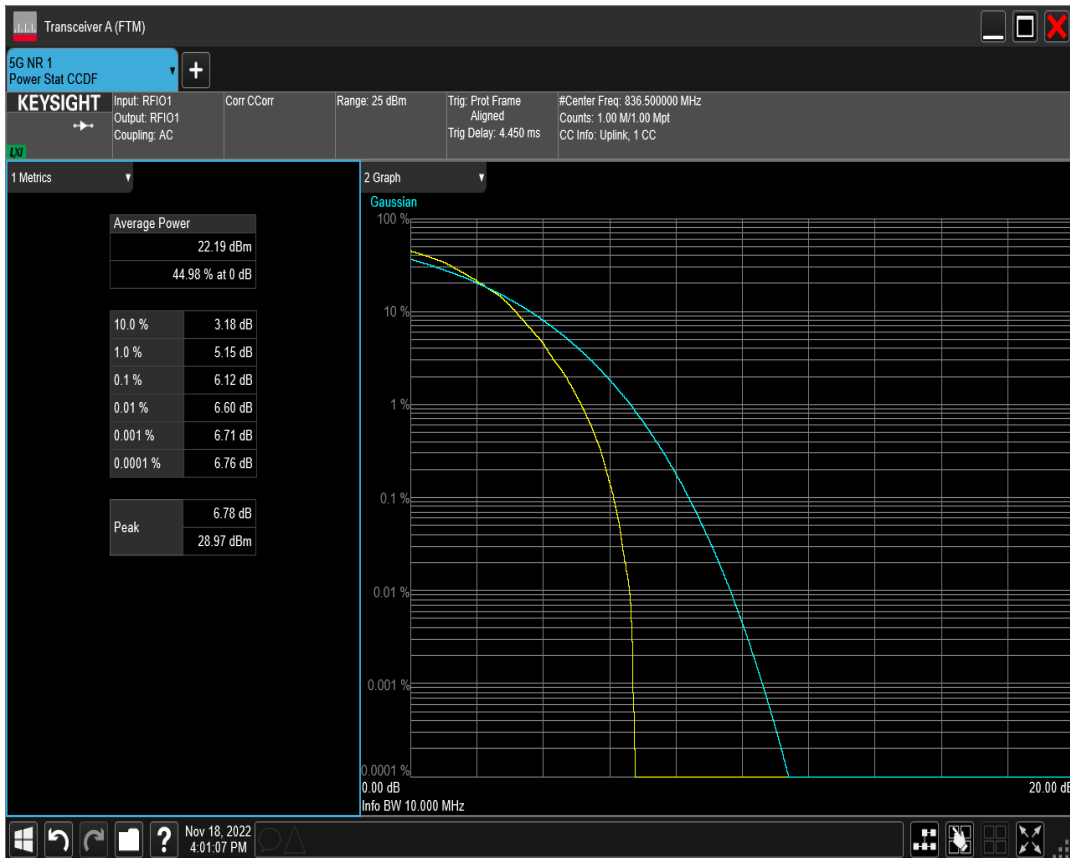 Transceiver A (FTM)
5G NR 1
Power Stat CCDF
+
KEYSIGHT
LXI
Input: RFIO1
Output: RFIO1
Coupling: AC
Corr CCorr
Range: 25 dBm
Trig: Prot Frame
Aligned
Trig Delay: 4.450 ms
#Center Freq: 836.500000 MHz
Counts: 1.00 M/1.00 Mpt
CC Info: Uplink, 1 CC
1 Metrics
Average Power
22.19 dBm
44.98 % at 0 dB
10.0 % 3.18 dB
1.0 % 5.15 dB
0.1 % 6.12 dB
0.01 % 6.60 dB
0.001 % 6.71 dB
0.0001 % 6.76 dB
Peak 6.78 dB
28.97 dBm
2 Graph
Gaussian
100 %
10 %
1 %
0.1 %
0.01 %
0.001 %
0.0001 %
0.00 dB 20.00 dB
Info BW 10.000 MHz
?
Nov 18, 2022
4:01:07 PM